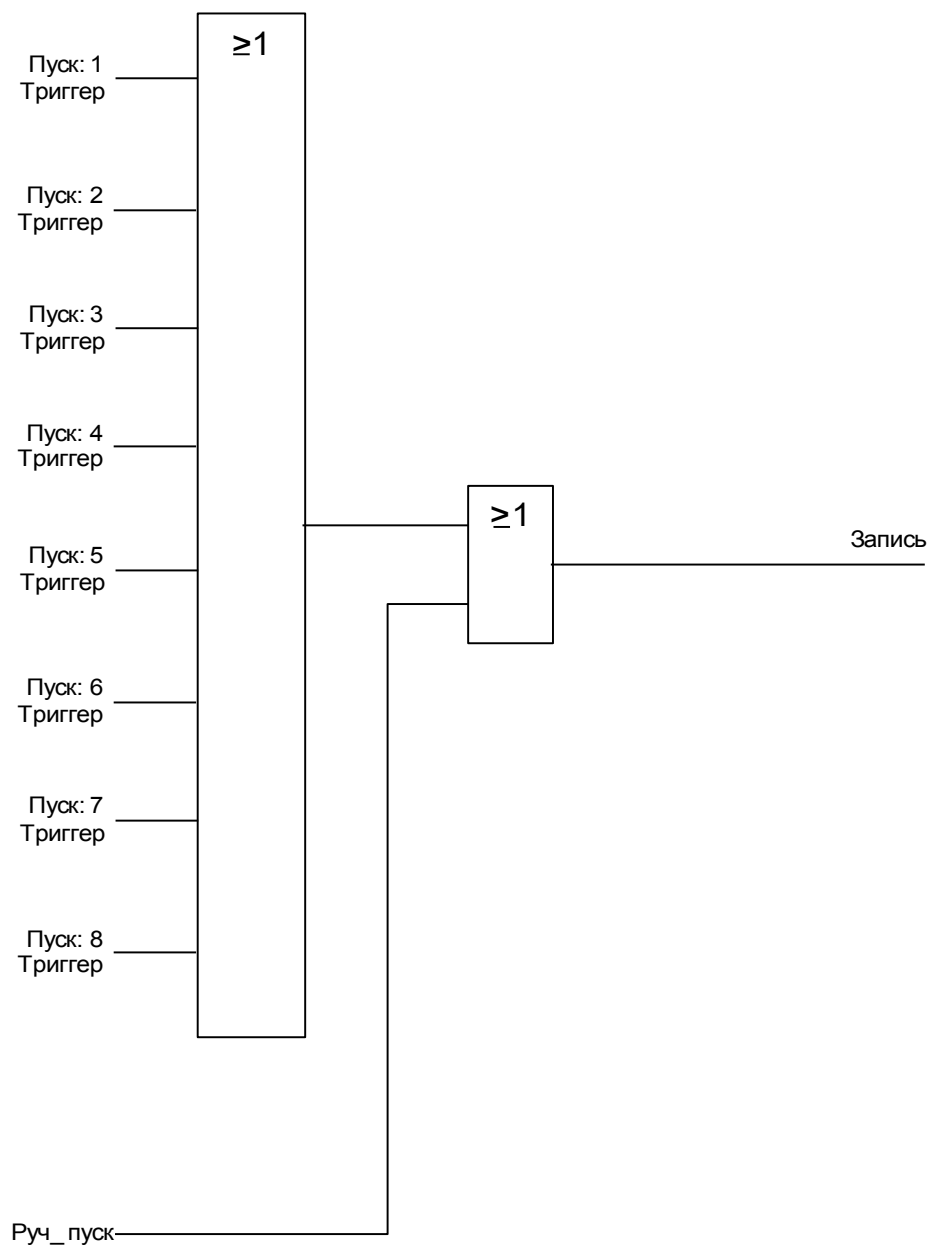 ≥1
Пуск: 1
Триггер
Пуск: 2
Триггер
Пуск: 3
Триггер
Пуск: 4
Триггер
≥1
Запись
Пуск: 5
Триггер
Пуск: 6
Триггер
Пуск: 7
Триггер
Пуск: 8
Триггер
Руч_ пуск